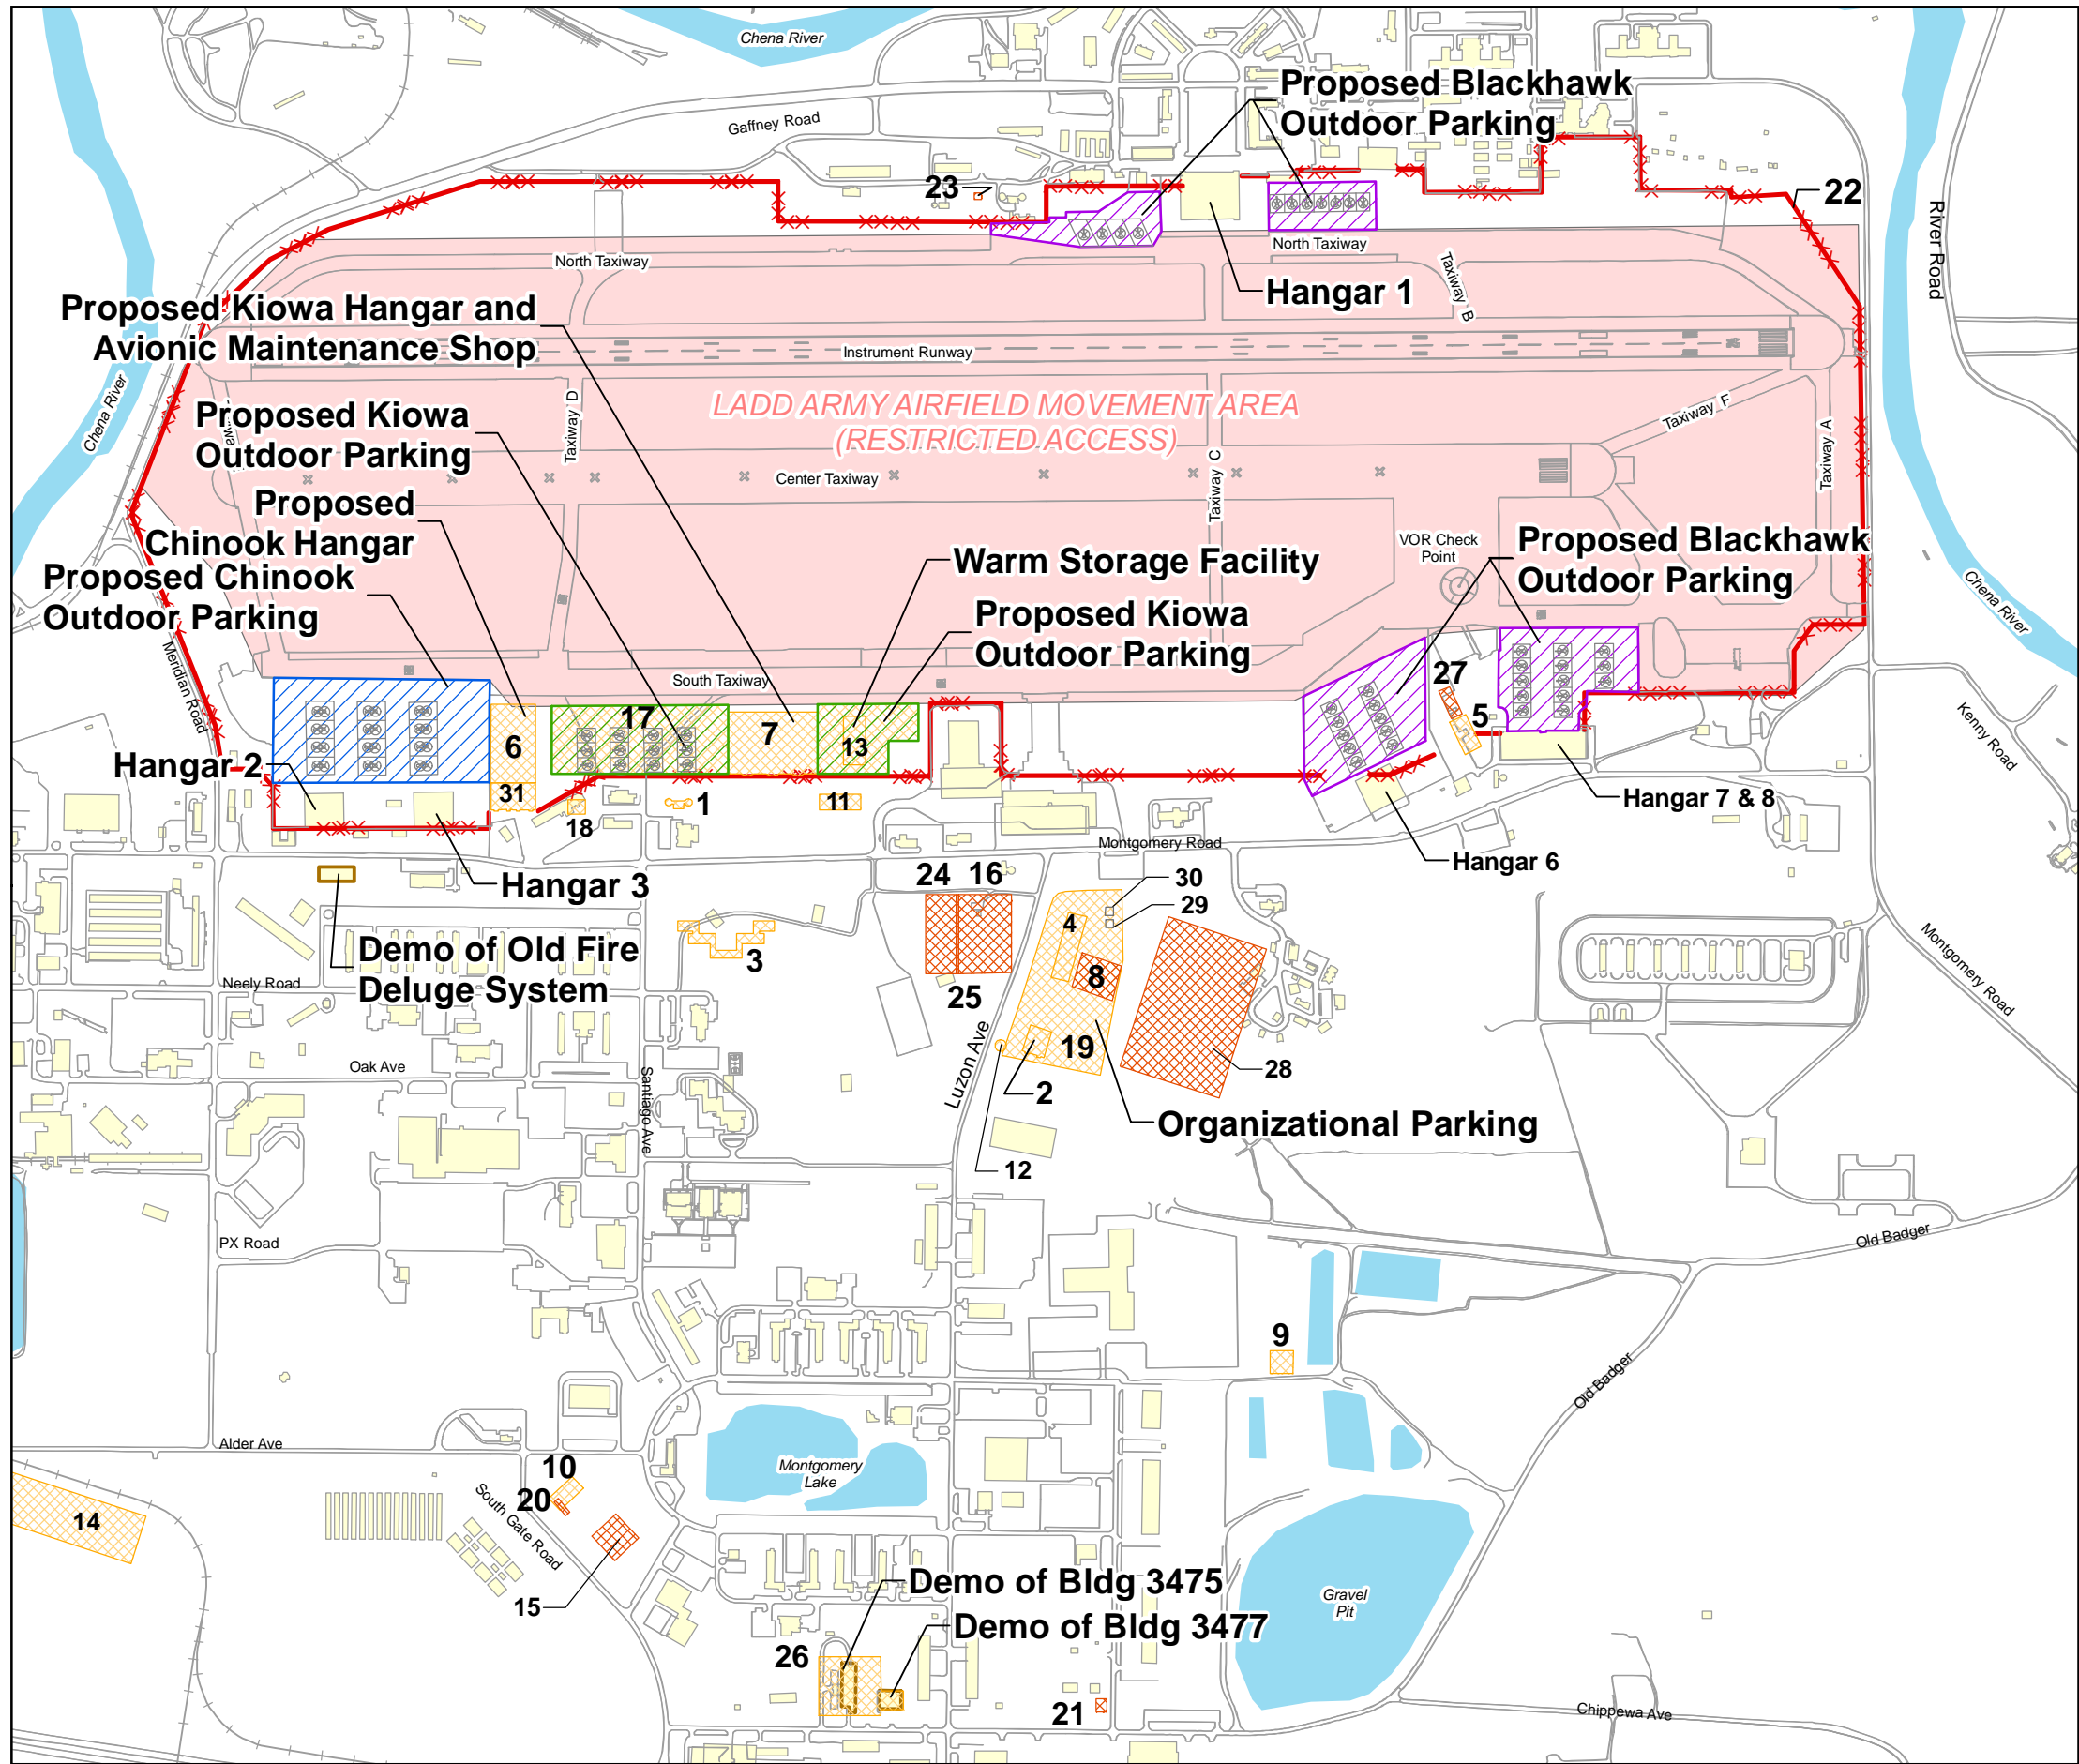 Chena River
Proposed Blackhawk
Outdoor Parking
Gaffney Road
23
22
River Road
North Taxiway
North Taxiway
Taxiway B
Hangar 1
Proposed Kiowa Hangar and
Avionic Maintenance Shop
Instrument Runway
Chena River
Taxiway D
LADD ARMY AIRFIELD MOVEMENT AREA
(RESTRICTED ACCESS)
Taxiway F
Taxiway A
Proposed Kiowa
Outdoor Parking
Center Taxiway
Taxiway C
Proposed
Chinook Hangar
VOR Check
Point
Proposed Blackhawk
Outdoor Parking
Warm Storage Facility
Proposed Chinook
Outdoor Parking
Proposed Kiowa
Outdoor Parking
Chena River
Meridian Road
South Taxiway
27
Kenny Road
17
7
13
5
6
Hangar 2
31
1
11
18
Hangar 7 & 8
Montgomery Road
Hangar 6
Hangar 3
24
16
30
29
4
Demo of Old Fire
Deluge System
3
Montgomery Road
Neely Road
8
25
Luzon Ave
19
Oak Ave
Santiago Ave
28
2
Organizational Parking
12
PX Road
Old Badger
9
Old Badger
Alder Ave
Montgomery
Lake
10
20
South Gate Road
14
15
Demo of Bldg 3475
Gravel
Pit
Demo of Bldg 3477
26
21
Chippewa Ave